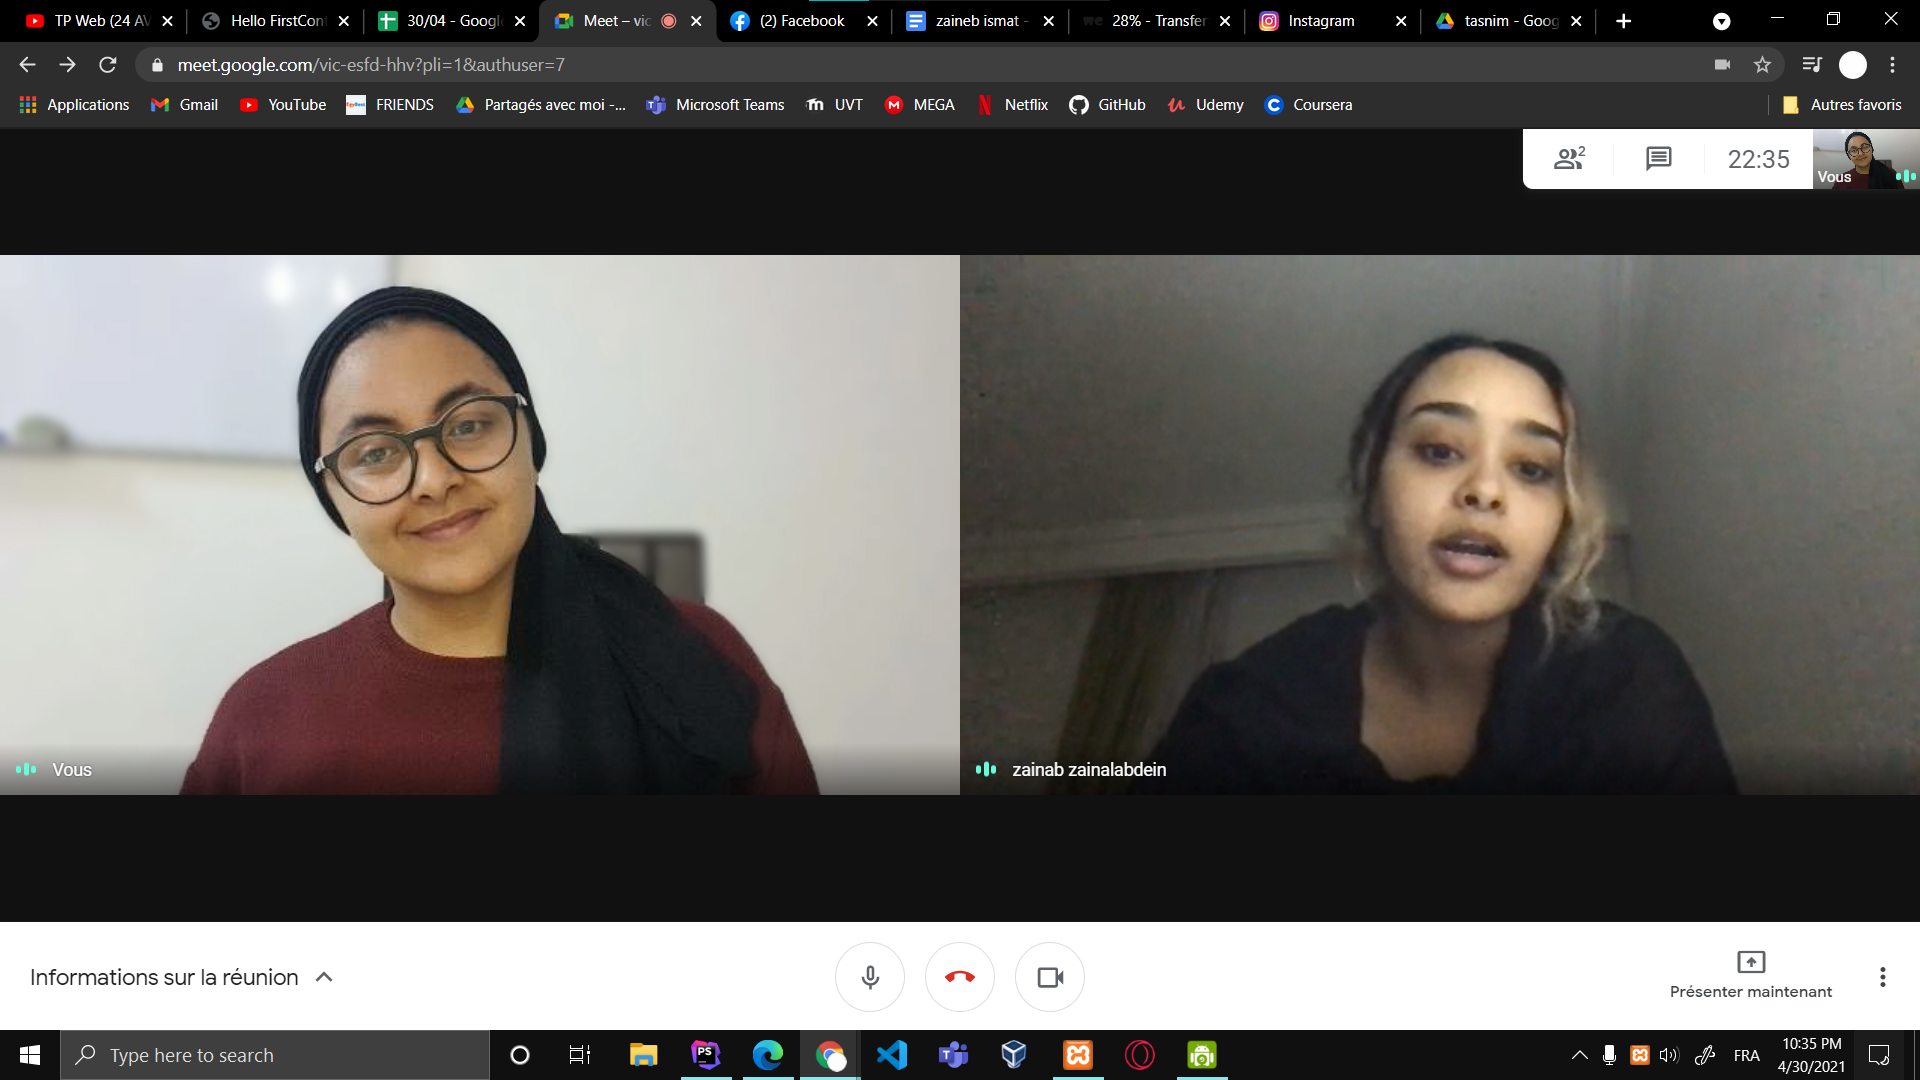 TP Web (24 AV
Hello FirstCont
30/04 - Google
Meet – vic
(2) Facebook
zaineb ismat -
28% - Transfer
Instagram
tasnim - Goog
meet.google.com/vic-esfd-hhv?pli=1&authuser=7
Applications
Gmail
YouTube
FRIENDS
Partagés avec moi -...
Microsoft Teams
UVT
MEGA
Netflix
GitHub
Udemy
Coursera
Autres favoris
2
22:35
Vous
Vous
zainab zainalabdein
Informations sur la réunion
Présenter maintenant
Type here to search
PS
FRA
10:35 PM
4/30/2021